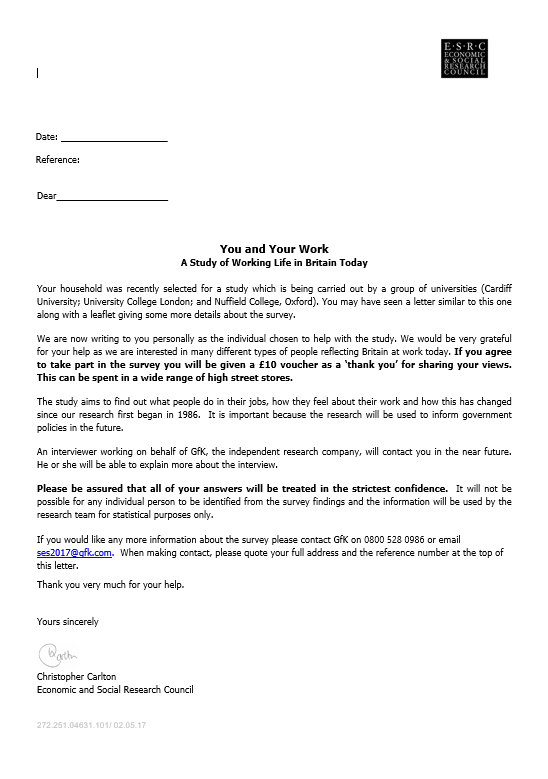 E·S·R·C
ECONOMIC
& SOCIAL
RESEARCH
COUNCIL
Date: ____________________
Reference:
Dear____________________
You and Your Work
A Study of Working Life in Britain Today
Your household was recently selected for a study which is being carried out by a group of universities (Cardiff
University; University College London; and Nuffield College, Oxford). You may have seen a letter similar to this one
along with a leaflet giving some more details about the survey.
We are now writing to you personally as the individual chosen to help with the study. We would be very grateful
for your help as we are interested in many different types of people reflecting Britain at work today. If you agree
to take part in the survey you will be given a £10 voucher as a ‘thank you’ for sharing your views.
This can be spent in a wide range of high street stores.
The study aims to find out what people do in their jobs, how they feel about their work and how this has changed
since our research first began in 1986. It is important because the research will be used to inform government
policies in the future.
An interviewer working on behalf of GfK, the independent research company, will contact you in the near future.
He or she will be able to explain more about the interview.
Please be assured that all of your answers will be treated in the strictest confidence. It will not be
possible for any individual person to be identified from the survey findings and the information will be used by the
research team for statistical purposes only.
If you would like any more information about the survey please contact GfK on 0800 528 0986 or email
ses2017@gfk.com. When making contact, please quote your full address and the reference number at the top of
this letter.
Thank you very much for your help.
Yours sincerely
Christopher Carlton
Economic and Social Research Council
272.251.04631.101/ 02.05.17